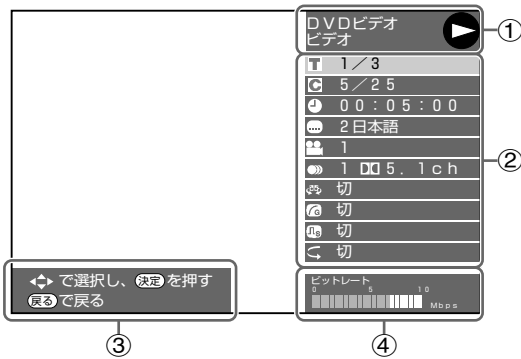 DVDビデオ
ビデオ
①
T 1／3
C 5／25
00：05：00
2日本語
1
1 DD 5．1ch
切
G 切
B 切
切
②
で選択し、決定を押す
戻るで戻る
③
ビットレート
0 5 10
Mbps
④